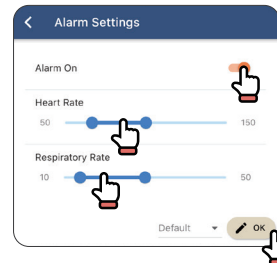 Alarm Settings
Alarm On
Heart Rate
50 150
Respiratory Rate
10 50
Default OK